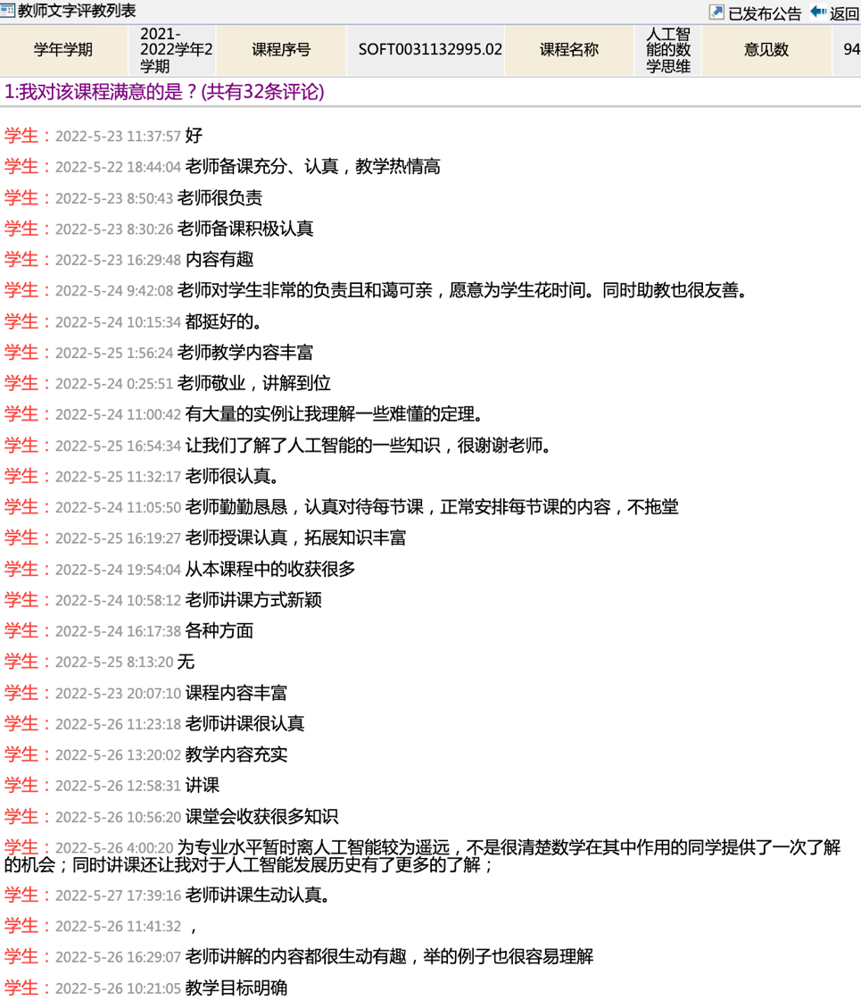 教师文字评教列表 已发布公告 返回
学年学期 2021-2022学年2学期 课程序号 SOFT0031132995.02 课程名称 人工智能的数学思维 意见数 94
1:我对该课程满意的是？(共有32条评论)
学生：2022-5-23 11:37:57 好
学生：2022-5-22 18:44:04 老师备课充分、认真，教学热情高
学生：2022-5-23 8:50:43 老师很负责
学生：2022-5-23 8:30:26 老师备课积极认真
学生：2022-5-23 16:29:48 内容有趣
学生：2022-5-24 9:42:08 老师对学生非常的负责且和蔼可亲，愿意为学生花时间。同时助教也很友善。
学生：2022-5-24 10:15:34 都挺好的。
学生：2022-5-25 1:56:24 老师教学内容丰富
学生：2022-5-24 0:25:51 老师敬业，讲解到位
学生：2022-5-24 11:00:42 有大量的实例让我理解一些难懂的定理。
学生：2022-5-25 16:54:34 让我们了解了人工智能的一些知识，很谢谢老师。
学生：2022-5-25 11:32:17 老师很认真。
学生：2022-5-24 11:05:50 老师勤勤恳恳，认真对待每节课，正常安排每节课的内容，不拖堂
学生：2022-5-25 16:19:27 老师授课认真，拓展知识丰富
学生：2022-5-24 19:54:04 从本课程中的收获很多
学生：2022-5-24 10:58:12 老师讲课方式新颖
学生：2022-5-24 16:17:38 各种方面
学生：2022-5-25 8:13:20 无
学生：2022-5-23 20:07:10 课程内容丰富
学生：2022-5-26 11:23:18 老师讲课很认真
学生：2022-5-26 13:20:02 教学内容充实
学生：2022-5-26 12:58:31 讲课
学生：2022-5-26 10:56:20 课堂会收获很多知识
学生：2022-5-26 4:00:20 为专业水平暂时离人工智能较为遥远，不是很清楚数学在其中作用的同学提供了一次了解
的机会；同时讲课还让我对于人工智能发展历史有了更多的了解；
学生：2022-5-27 17:39:16 老师讲课生动认真。
学生：2022-5-26 11:41:32 ，
学生：2022-5-26 16:29:07 老师讲解的内容都很生动有趣，举的例子也很容易理解
学生：2022-5-26 10:21:05 教学目标明确